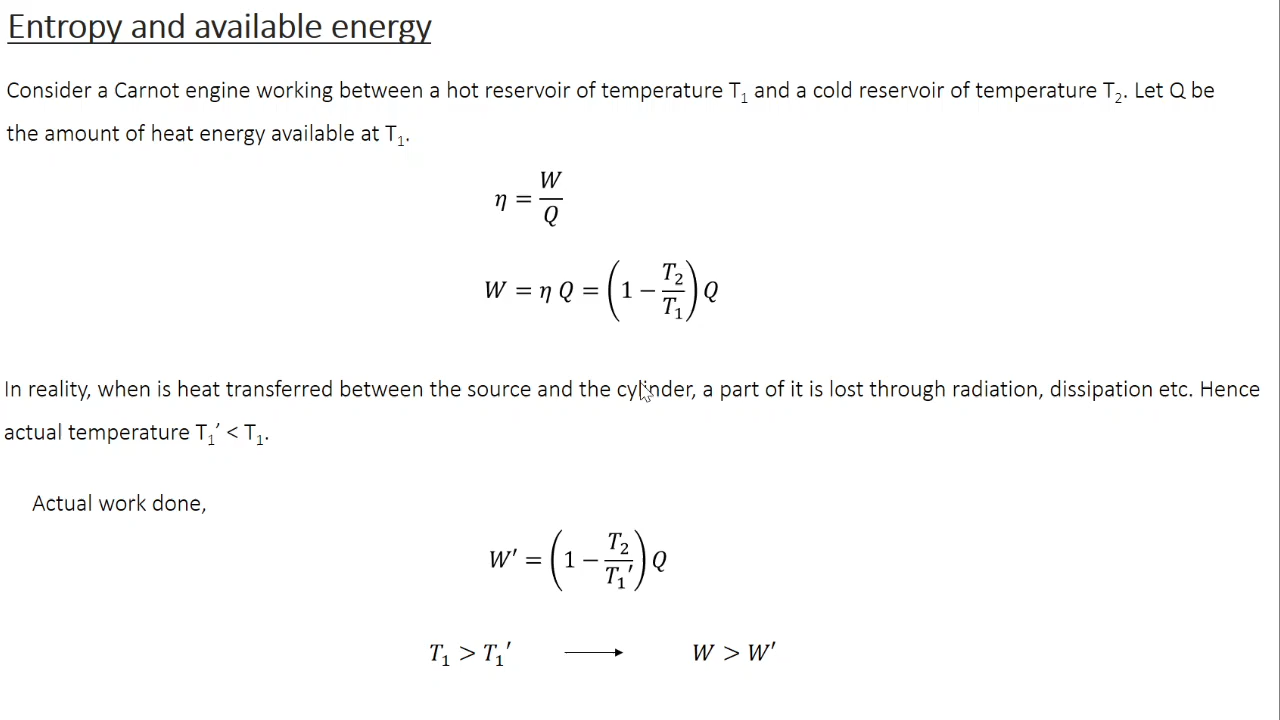 Entropy and available energy
Consider a Carnot engine working between a hot reservoir of temperature T₁ and a cold reservoir of temperature T₂. Let Q be
the amount of heat energy available at T₁.
η = W/Q
W = η Q = (1 − T₂/T₁) Q
In reality, when is heat transferred between the source and the cylinder, a part of it is lost through radiation, dissipation etc. Hence
actual temperature T₁′ < T₁.
Actual work done,
W′ = (1 − T₂/T₁′) Q
T₁ > T₁′ ⟶ W > W′